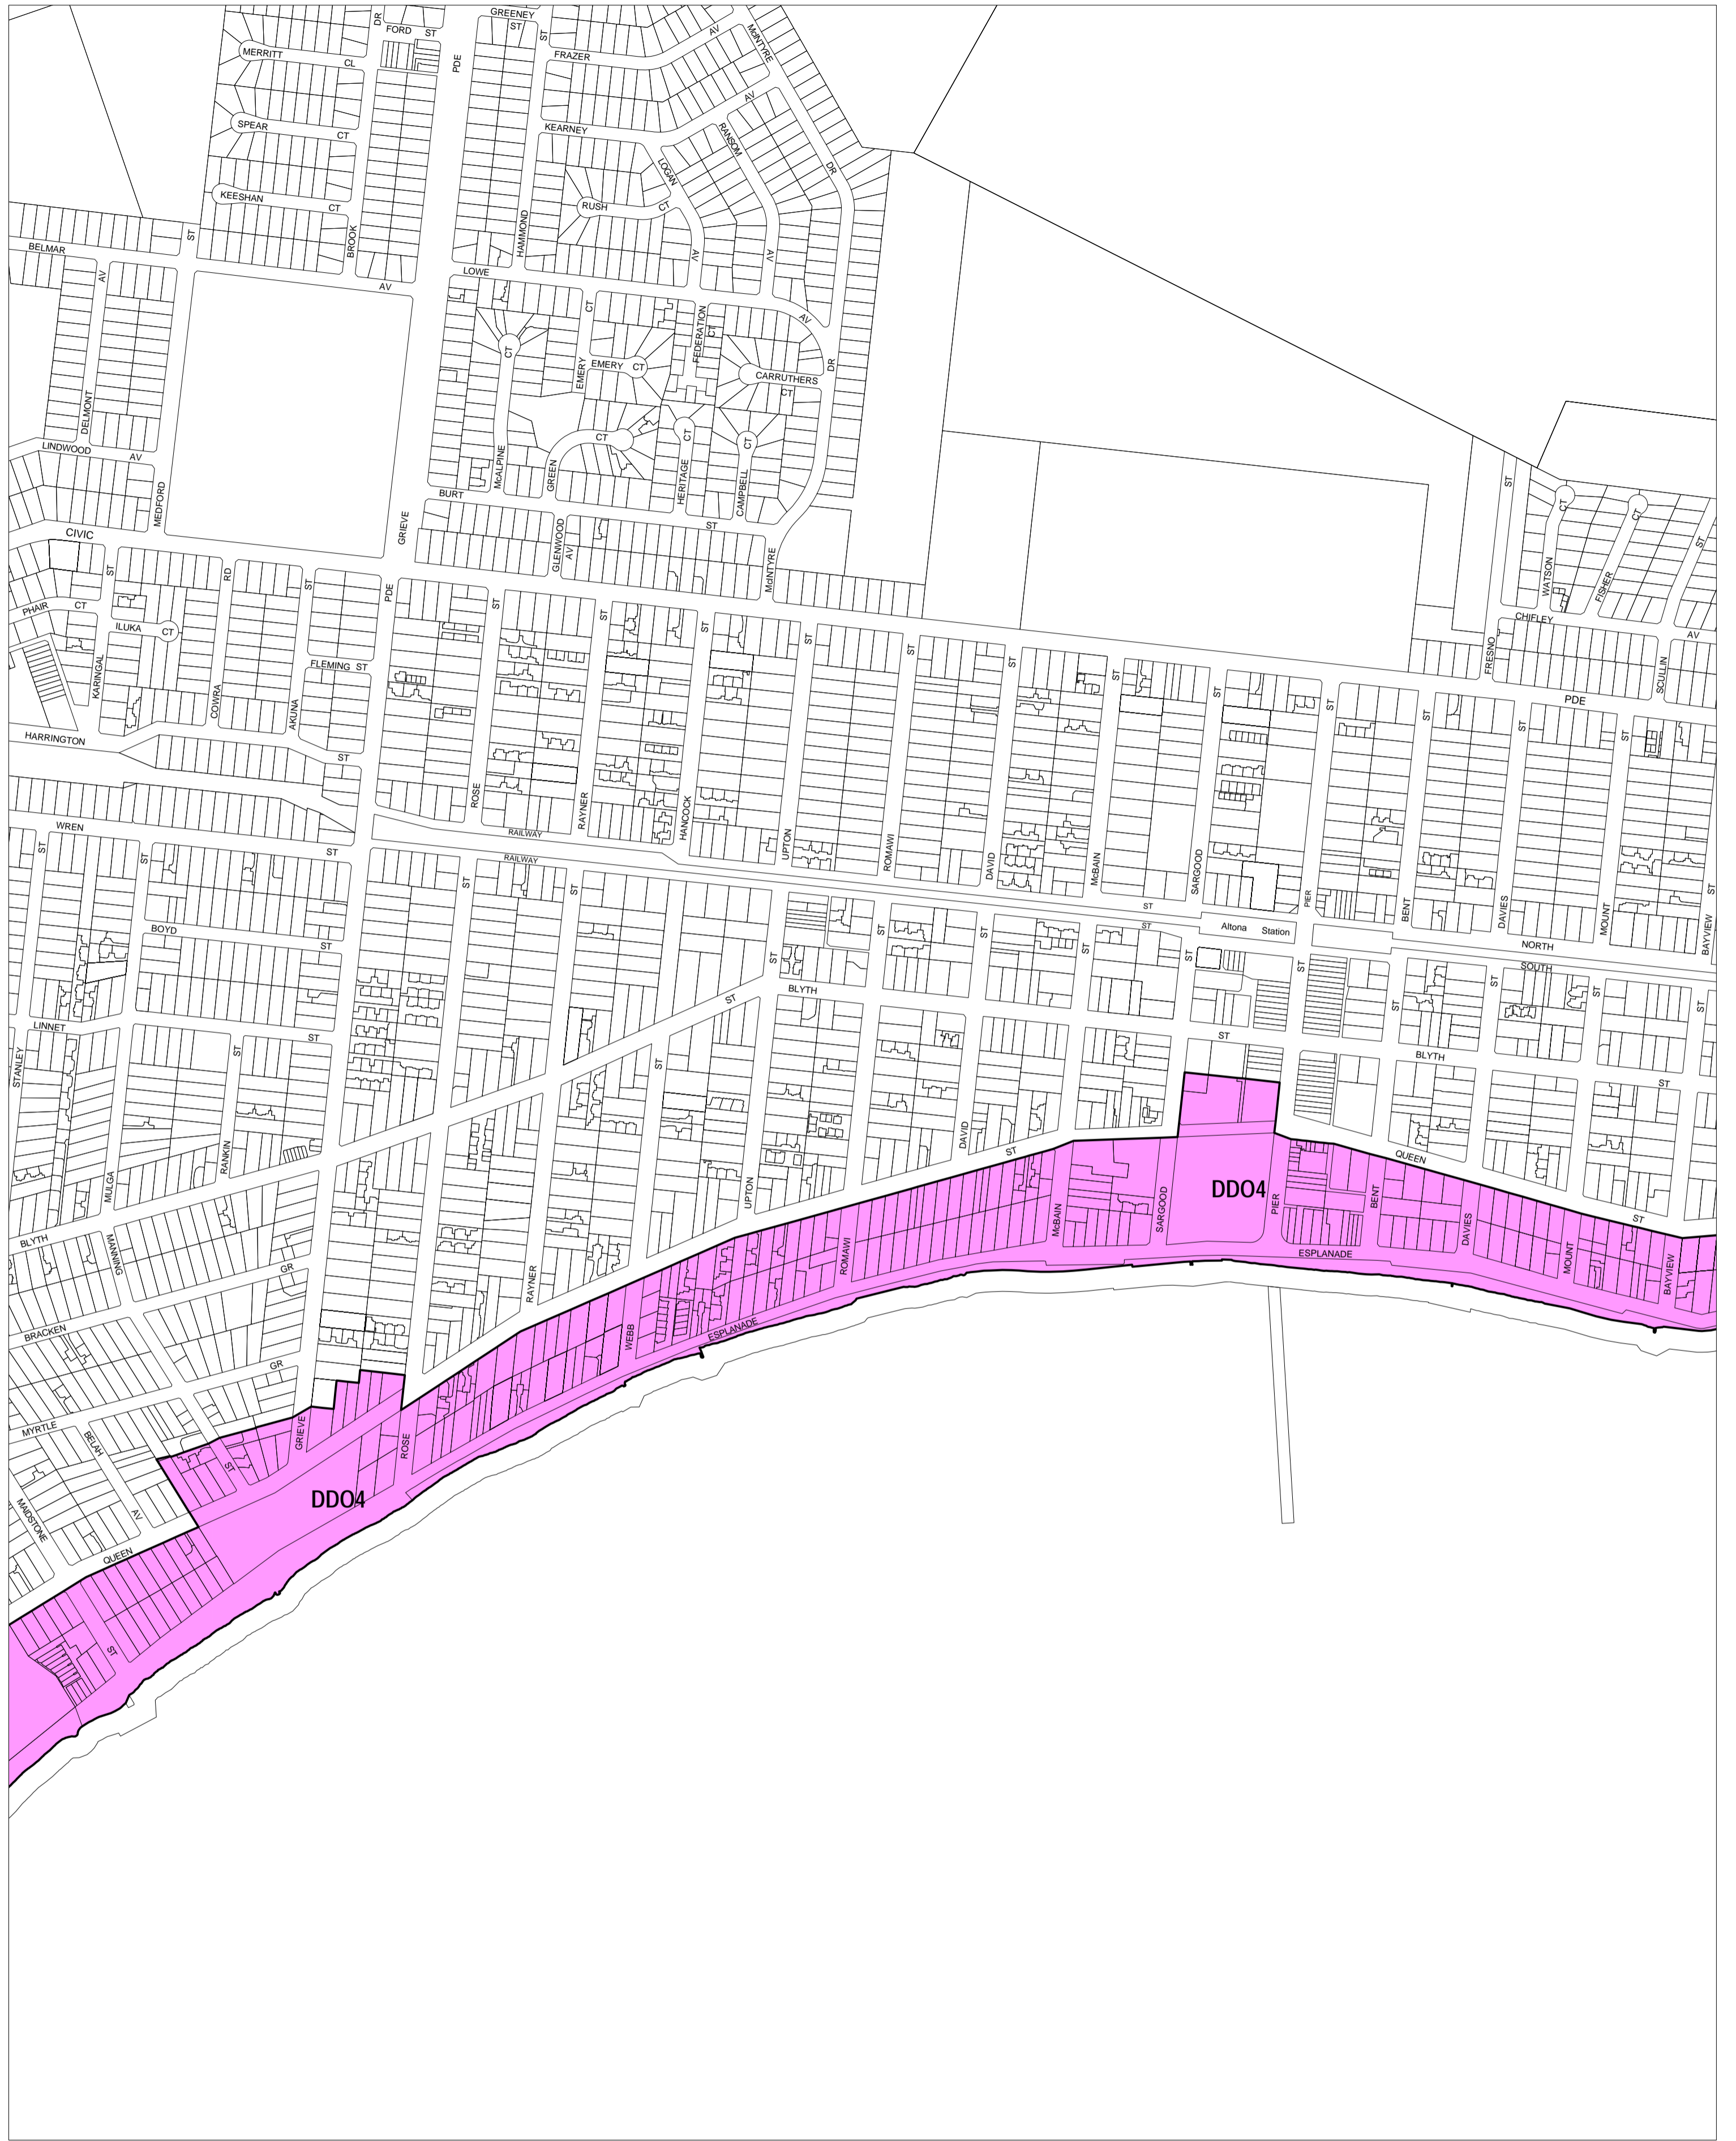 GREENEY
ST
DR
FORD ST
PDE
ST
FRAZER
AV
McINTYRE
MERRITT
CL
SPEAR
CT
KEARNEY
AV
RANSOM
LOGAN
DR
KEESHAN
CT
RUSH
CT
HAMMOND
BROOK
ST
BELMAR
AV
AV
AV
LOWE
AV
CT
FEDERATION
CT
AV
CT
EMERY
EMERY CT
CARRUTHERS
CT
DR
DELMONT
LINDWOOD
AV
MEDFORD
McALPINE
GREEN
CT
CT
HERITAGE
CT
CAMPBELL
BURT
ST
GRIEVE
GLENWOOD
AV
McINTYRE
ST
CT
CT
ST
WATSON
FISHER
CHIFLEY
AV
CIVIC
ST
RD
ST
PDE
PHAIR
CT
ILUKA
CT
KARINGAL
COWRA
AKUNA
FLEMING ST
ST
ST
ST
ST
ST
ST
ST
ST
ST
FRESNO
SCULLIN
PDE
ST
ST
ST
HARRINGTON
ST
ROSE
RAYNER
HANCOCK
UPTON
ROMAWI
DAVID
McBAIN
SARGOOD
PIER
BENT
DAVIES
MOUNT
BAYVIEW
ST
WREN
ST
ST
ST
RAILWAY
RAILWAY
ST
ST
ST
ST
Altona Station
NORTH
SOUTH
BOYD
ST
ST
ST
ST
ST
ST
ST
ST
ST
ST
ST
BLYTH
ST
LINNET
ST
STANLEY
ST
ST
ST
BLYTH
ST
MULGA
RANKIN
DAVID
ST
QUEEN
UPTON
ROMAWI
McBAIN
SARGOOD
DDO4
PIER
BENT
DAVIES
MOUNT
ST
BAYVIEW
ESPLANADE
BLYTH
MANNING
GR
BRACKEN
GR
RAYNER
WEBB
ESPLANADE
MYRTLE
BELAH
ST
GRIEVE
ROSE
DDO4
MAIDSTONE
AV
QUEEN
ST